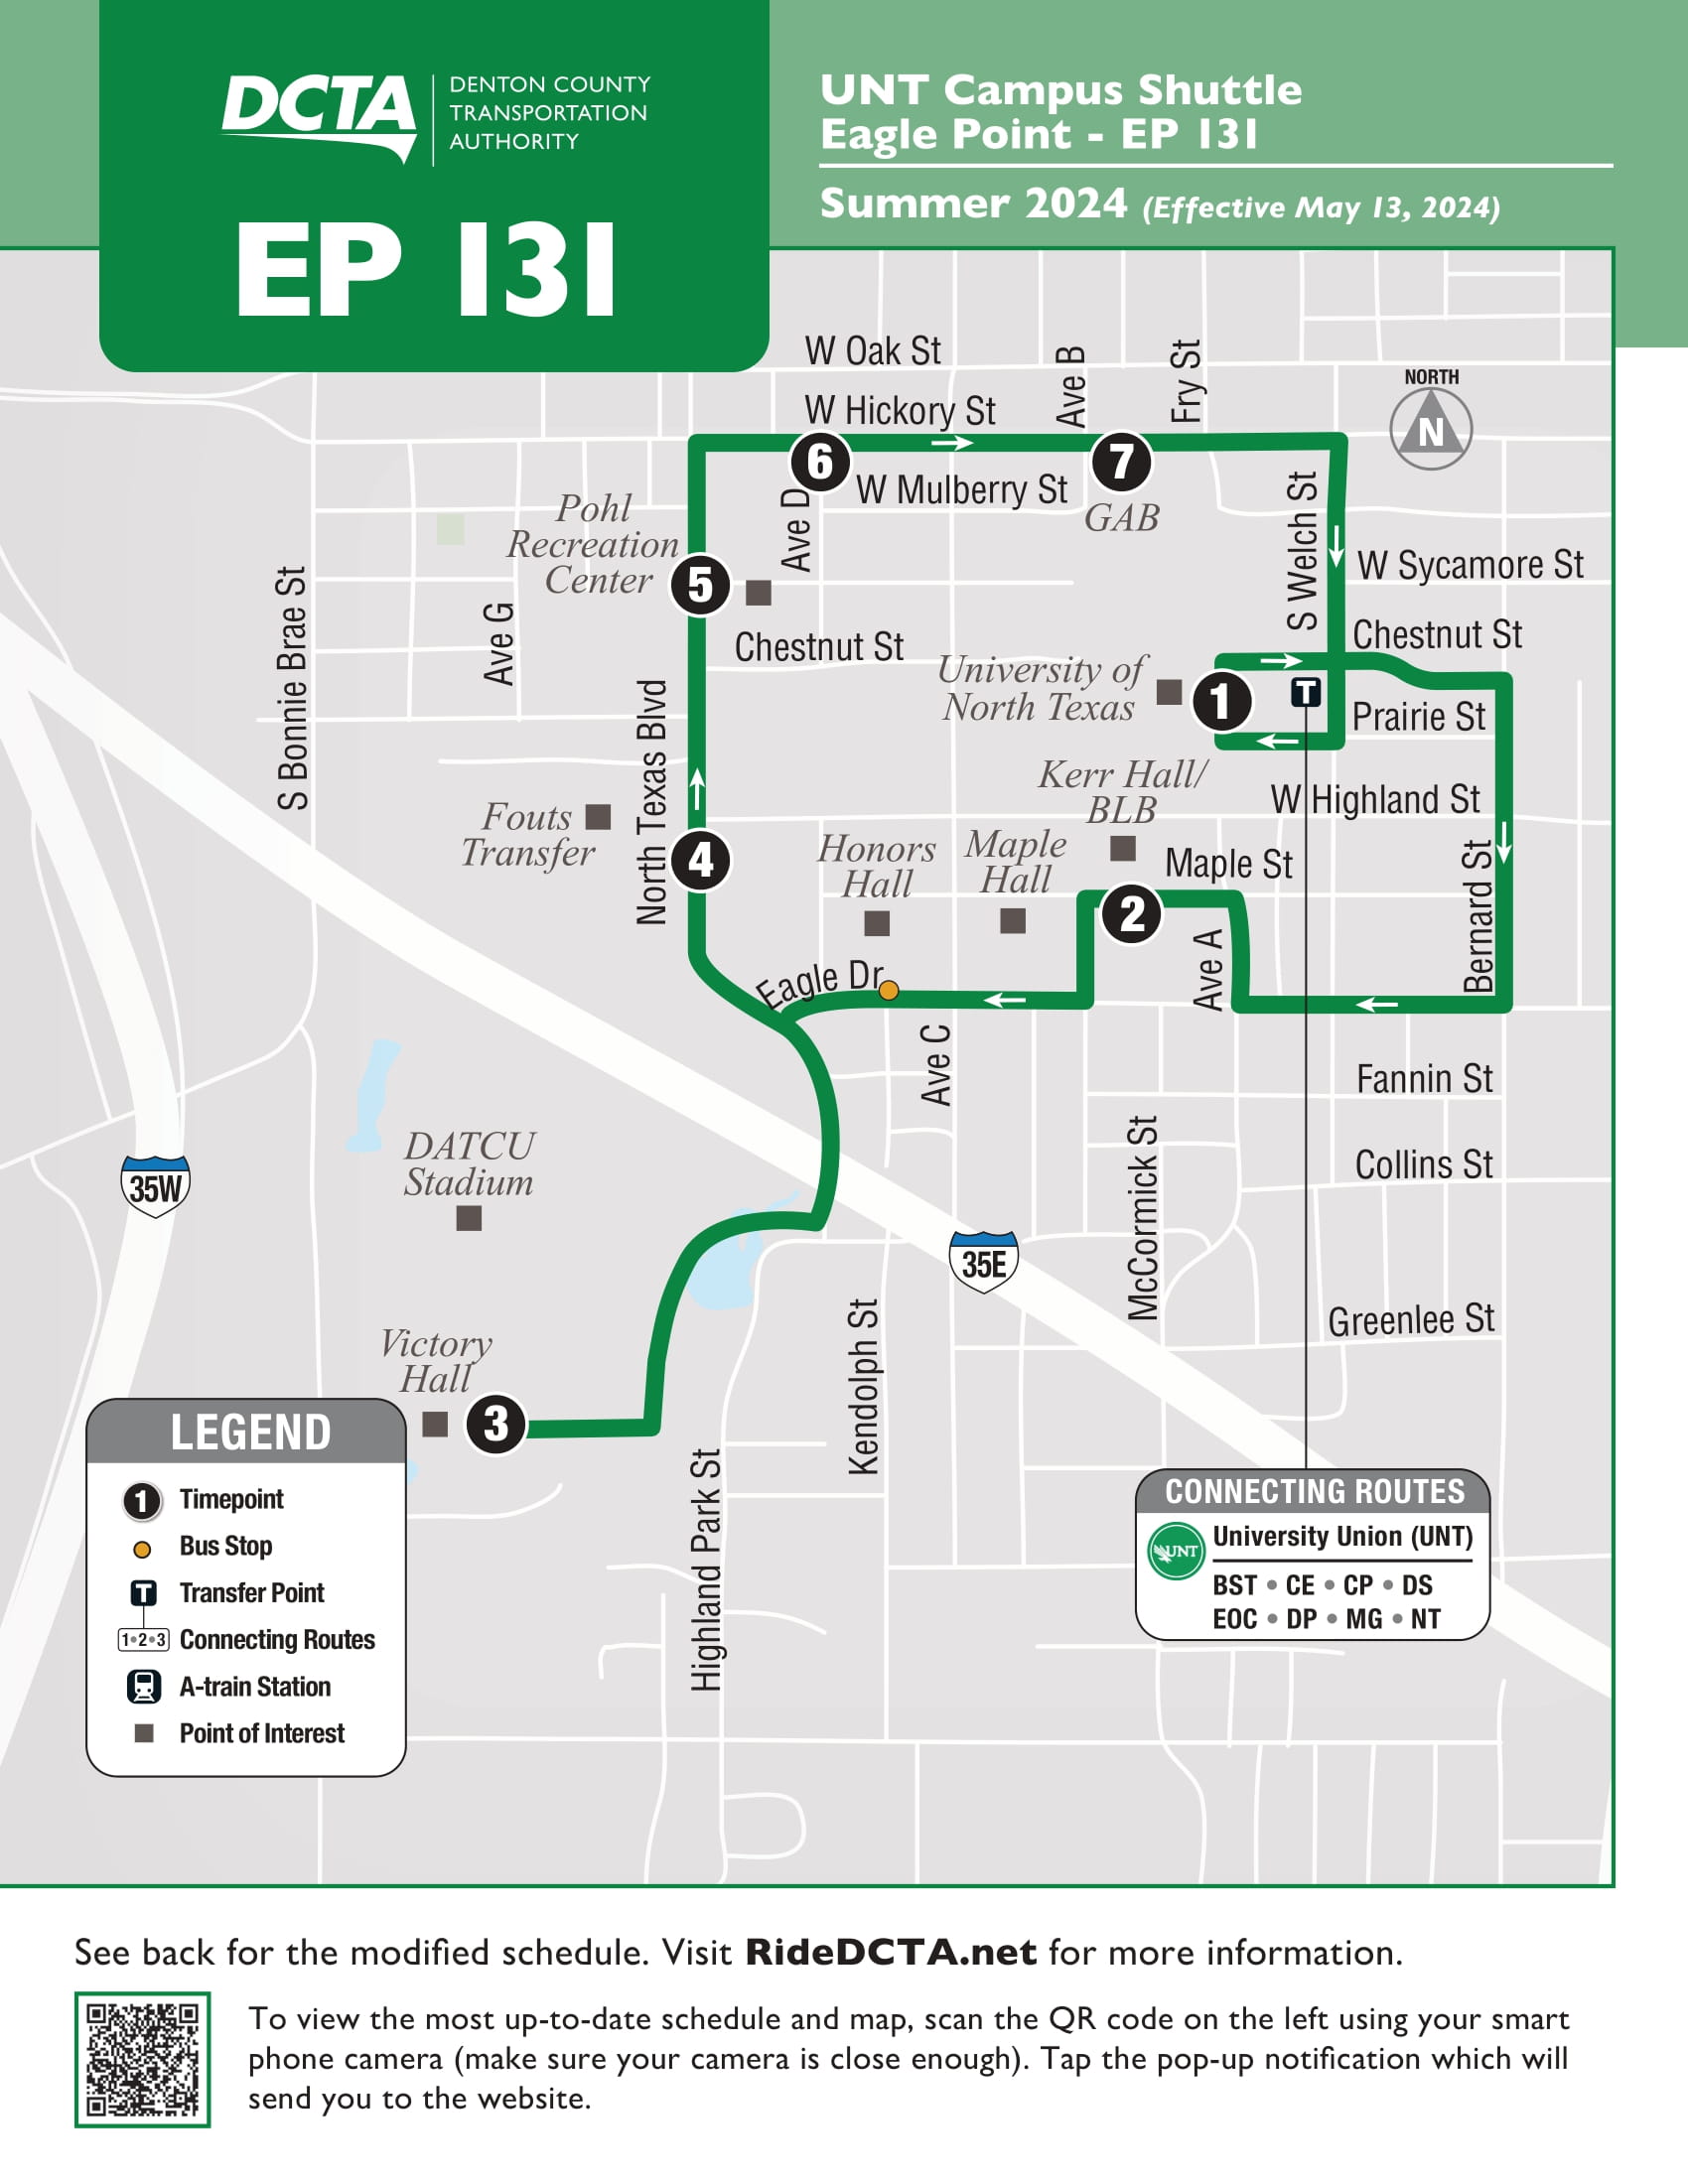 DCTA
DENTON COUNTY
TRANSPORTATION
AUTHORITY
EP 131
UNT Campus Shuttle
Eagle Point - EP 131
Summer 2024 (Effective May 13, 2024)
W Oak St
W Hickory St
Ave B
Fry St
NORTH
N
6
7
W Mulberry St
GAB
Ave D
Pohl
Recreation
Center
5
S Welch St
W Sycamore St
S Bonnie Brae St
Ave G
Chestnut St
Chestnut St
University of
North Texas
1
T
Prairie St
North Texas Blvd
Kerr Hall/
BLB
W Highland St
Fouts
Transfer
4
Honors
Hall
Maple
Hall
Maple St
2
Bernard St
Ave A
Eagle Dr
Ave C
Fannin St
DATCU
Stadium
35W
McCormick St
Collins St
35E
Victory
Hall
3
Kendolph St
Greenlee St
Highland Park St
LEGEND
1 Timepoint
Bus Stop
T Transfer Point
1•2•3 Connecting Routes
A-train Station
Point of Interest
CONNECTING ROUTES
UNT
University Union (UNT)
BST • CE • CP • DS
EOC • DP • MG • NT
See back for the modified schedule. Visit RideDCTA.net for more information.
To view the most up-to-date schedule and map, scan the QR code on the left using your smart
phone camera (make sure your camera is close enough). Tap the pop-up notification which will
send you to the website.